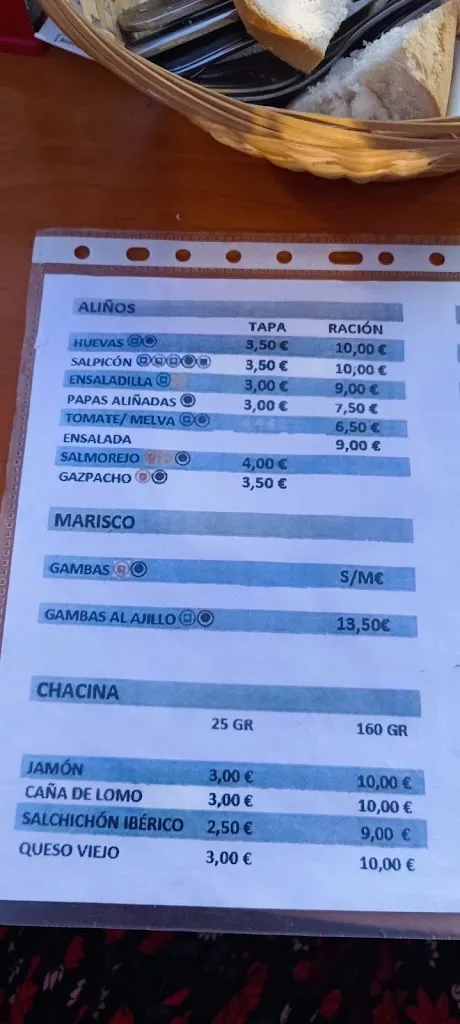 ALIÑOS
TAPA RACIÓN
HUEVAS 3,50 € 10,00 €
SALPICÓN 3,50 € 10,00 €
ENSALADILLA 3,00 € 9,00 €
PAPAS ALIÑADAS 3,00 € 7,50 €
TOMATE/ MELVA 6,50 €
ENSALADA 9,00 €
SALMOREJO 4,00 €
GAZPACHO 3,50 €
MARISCO
GAMBAS S/M€
GAMBAS AL AJILLO 13,50€
CHACINA
25 GR 160 GR
JAMÓN 3,00 € 10,00 €
CAÑA DE LOMO 3,00 € 10,00 €
SALCHICHÓN IBÉRICO 2,50 € 9,00 €
QUESO VIEJO 3,00 € 10,00 €